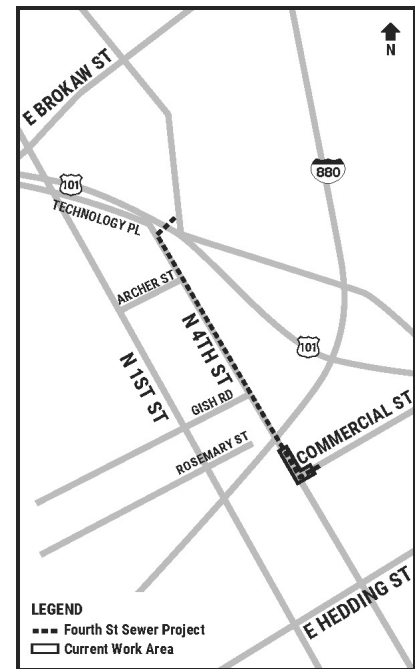 N
E BROKAW ST
880
101
TECHNOLOGY PL
ARCHER ST
N 4TH ST
101
N 1ST ST
GISH RD
COMMERCIAL ST
ROSEMARY ST
E HEDDING ST
LEGEND
Fourth St Sewer Project
Current Work Area